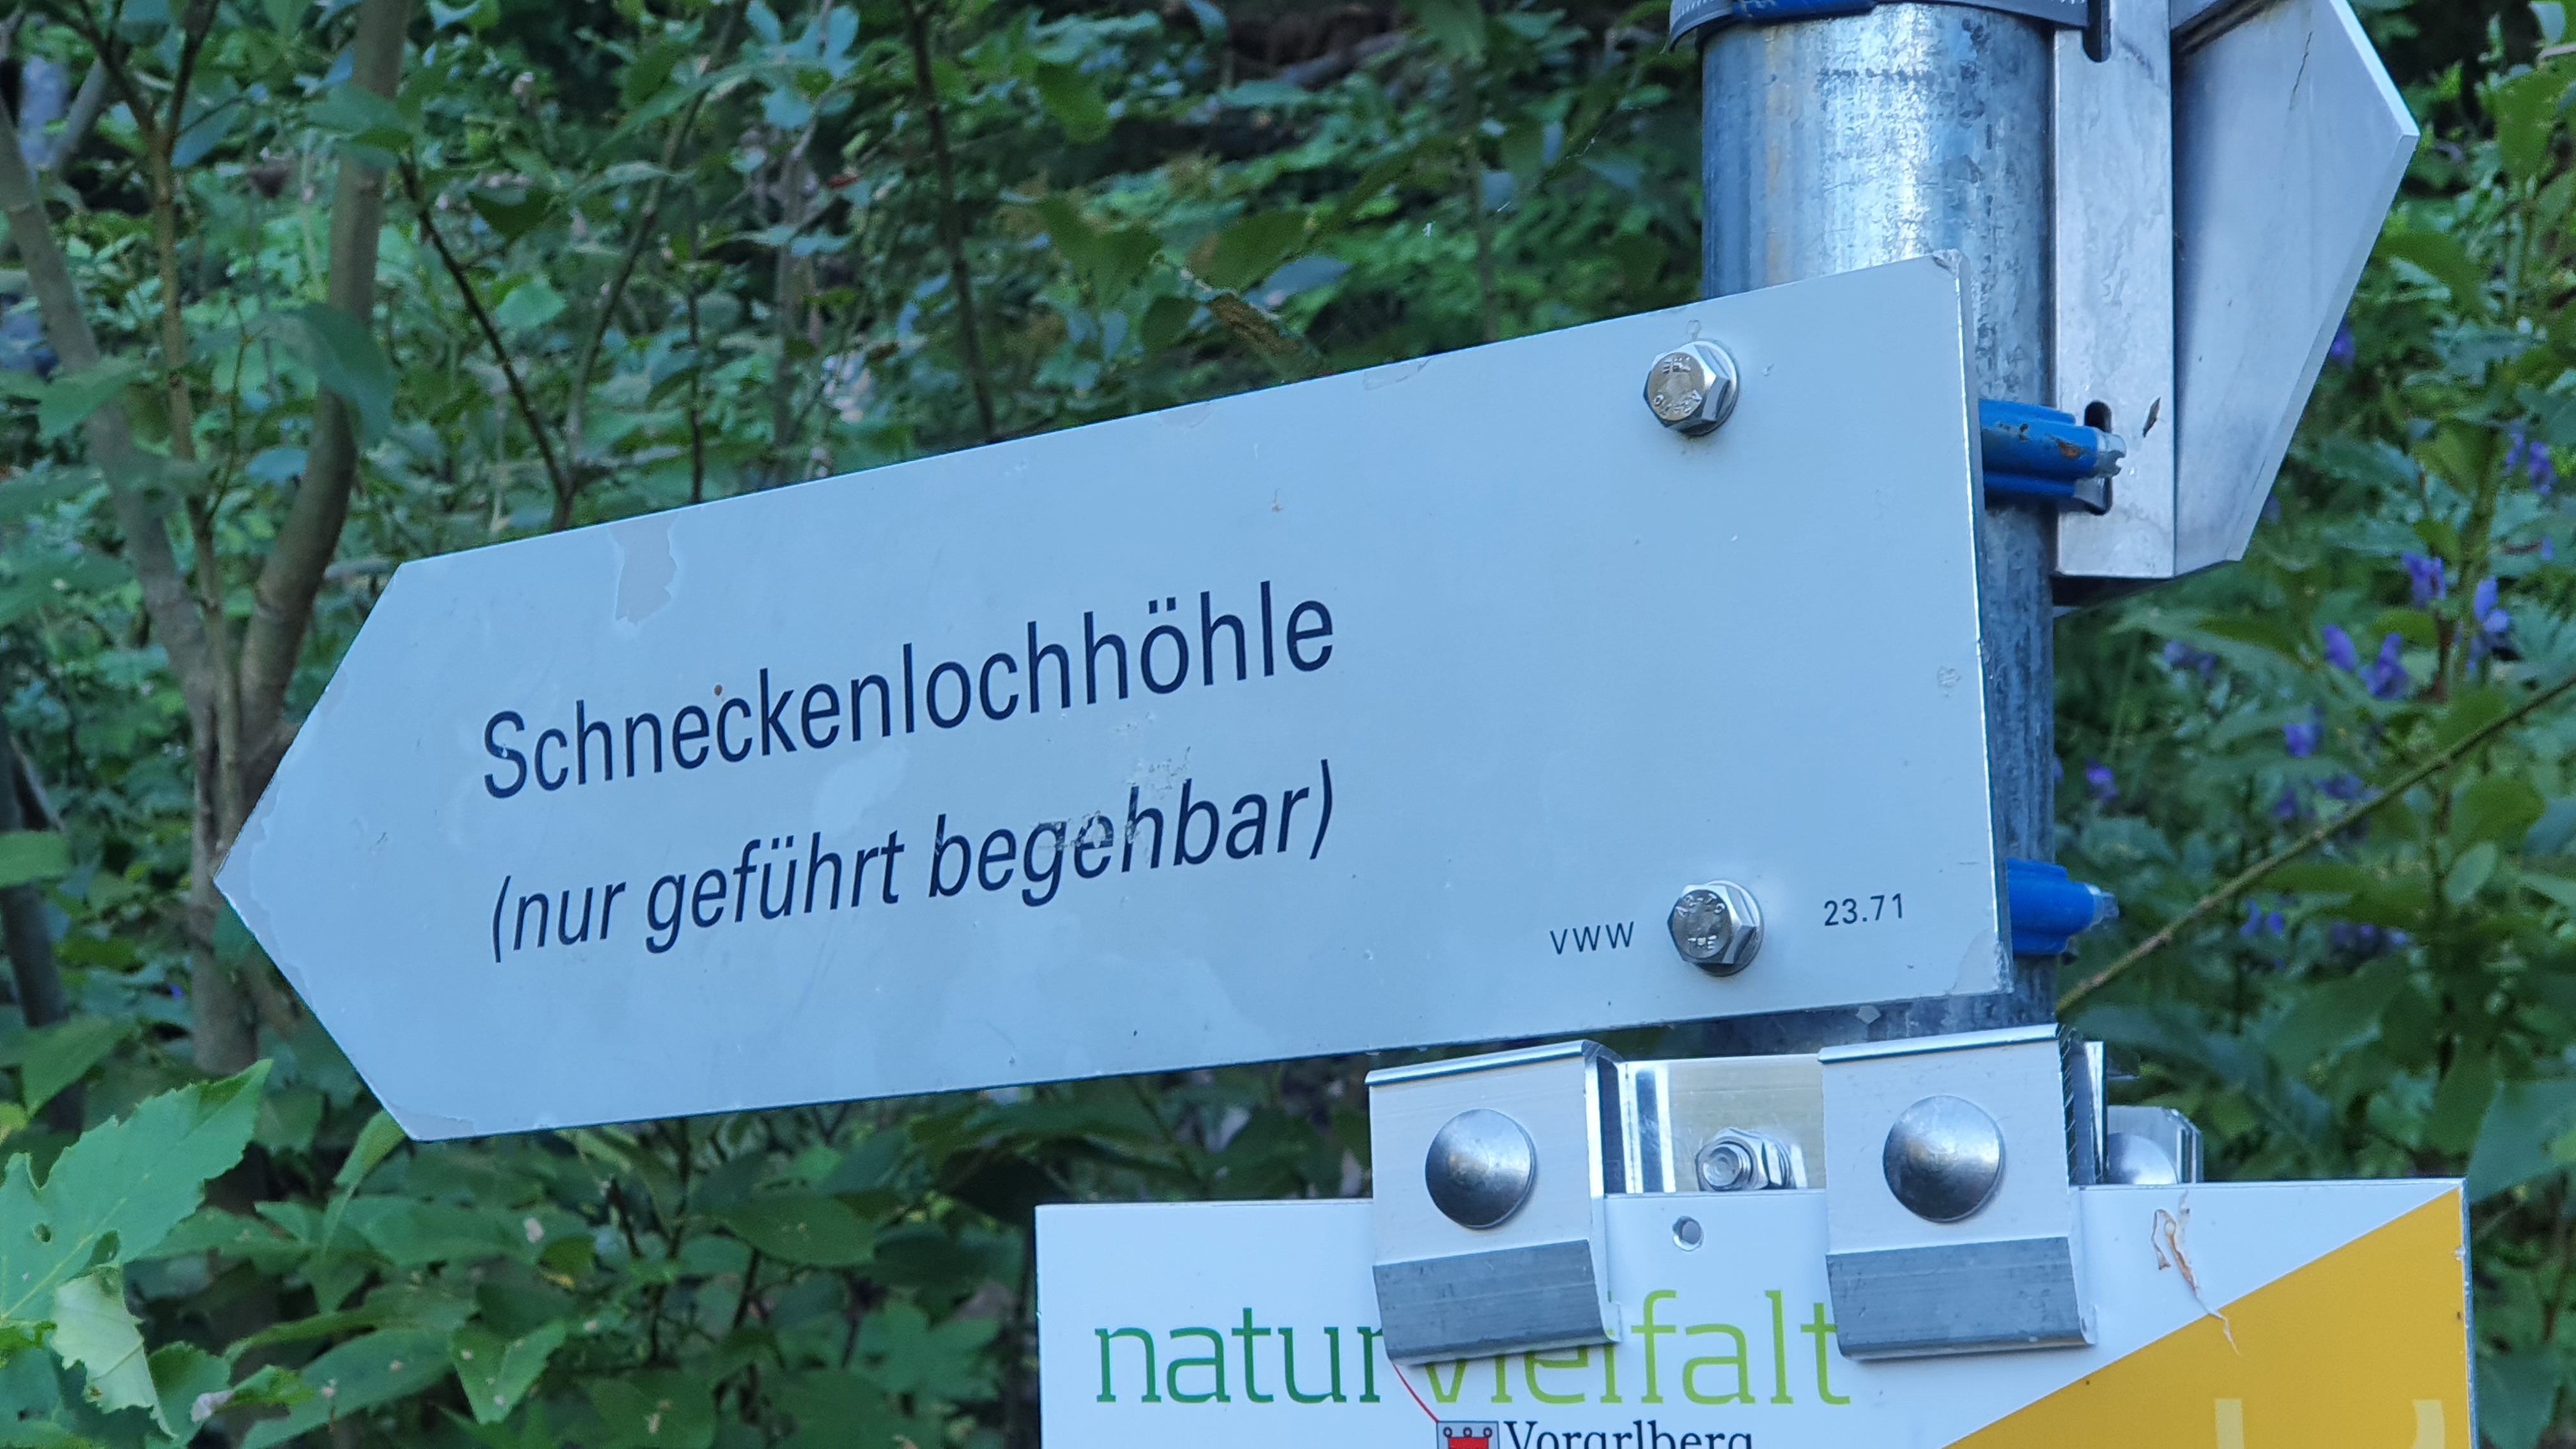 Schneckenlochhöhle
(nur geführt begehbar)
VWW 23.71
naturvielfalt
Vorarlberg